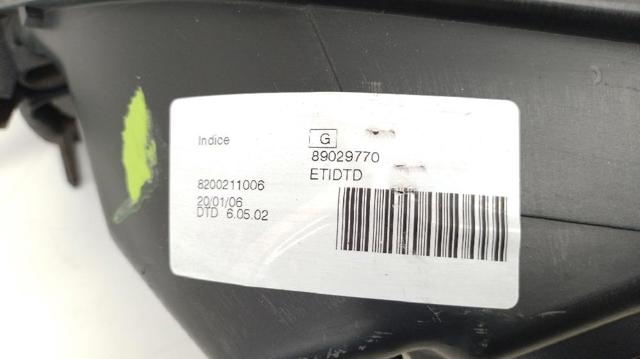 Indice
G
89029770
ETIDTD
8200211006
20/01/06
DTD 6.05.02